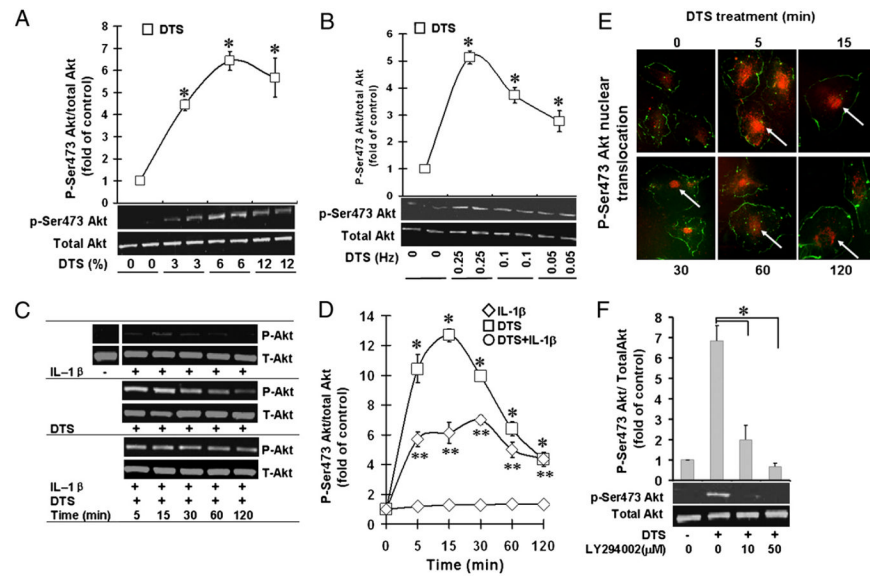 A
DTS
P-Ser473 Akt/total Akt
(fold of control)
8
7
6
5
4
3
2
1
0
* * *
p-Ser473 Akt
Total Akt
DTS (%)
0 0 3 3 6 6 12 12
B
DTS
P-Ser473 Akt/total Akt
(fold of control)
6
5
4
3
2
1
0
* * *
p-Ser473 Akt
Total Akt
DTS (Hz)
0 0 0.25 0.25 0.1 0.1 0.05 0.05
E
DTS treatment (min)
0 5 15
P-Ser473 Akt nuclear
translocation
30 60 120
C
P-Akt
T-Akt
IL–1 β - + + + + +
P-Akt
T-Akt
DTS + + + + +
P-Akt
T-Akt
IL–1β + + + + +
DTS + + + + +
Time (min) 5 15 30 60 120
D
IL-1β
DTS
DTS+IL-1β
P-Ser473 Akt/total Akt
(fold of control)
14
12
10
8
6
4
2
0
* * * * *
** ** ** ** **
0 5 15 30 60 120
Time (min)
F
*
P-Ser473 Akt/ TotalAkt
(fold of control)
8
7
6
5
4
3
2
1
0
p-Ser473 Akt
Total Akt
DTS - + + +
LY294002(µM) 0 0 10 50